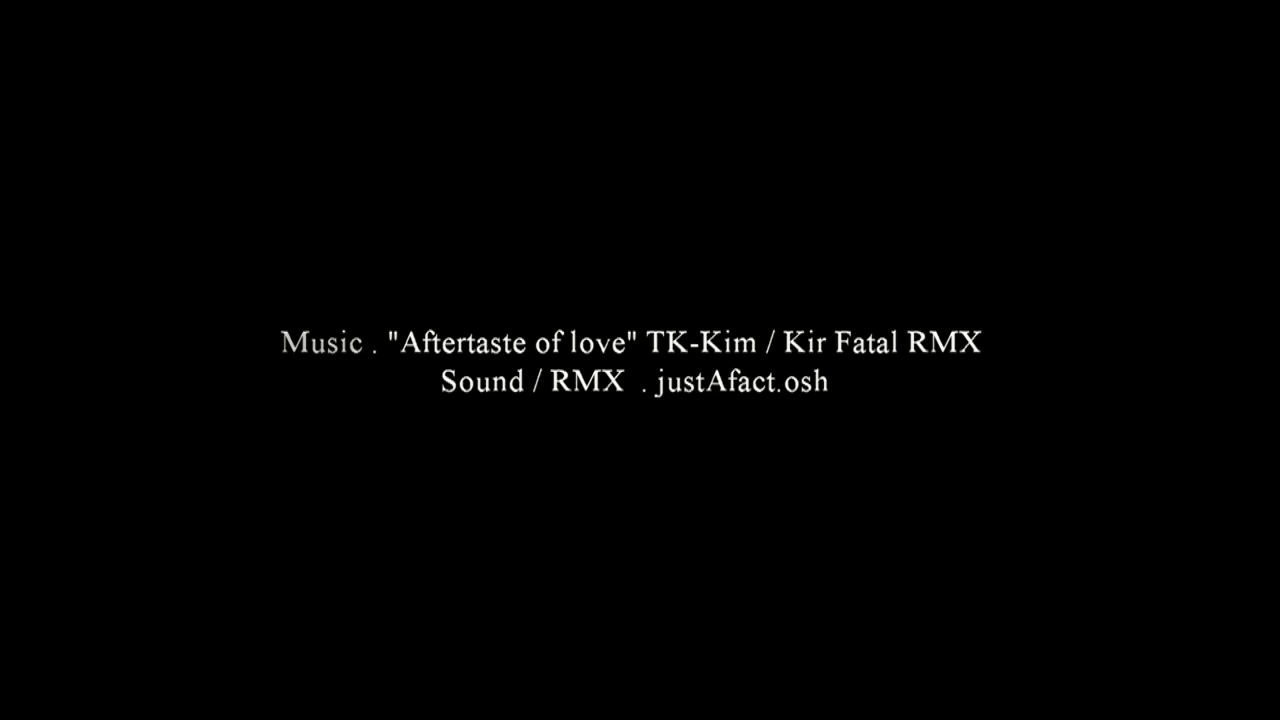 Music . "Aftertaste of love" TK-Kim / Kir Fatal RMX
Sound / RMX . justAfact.osh